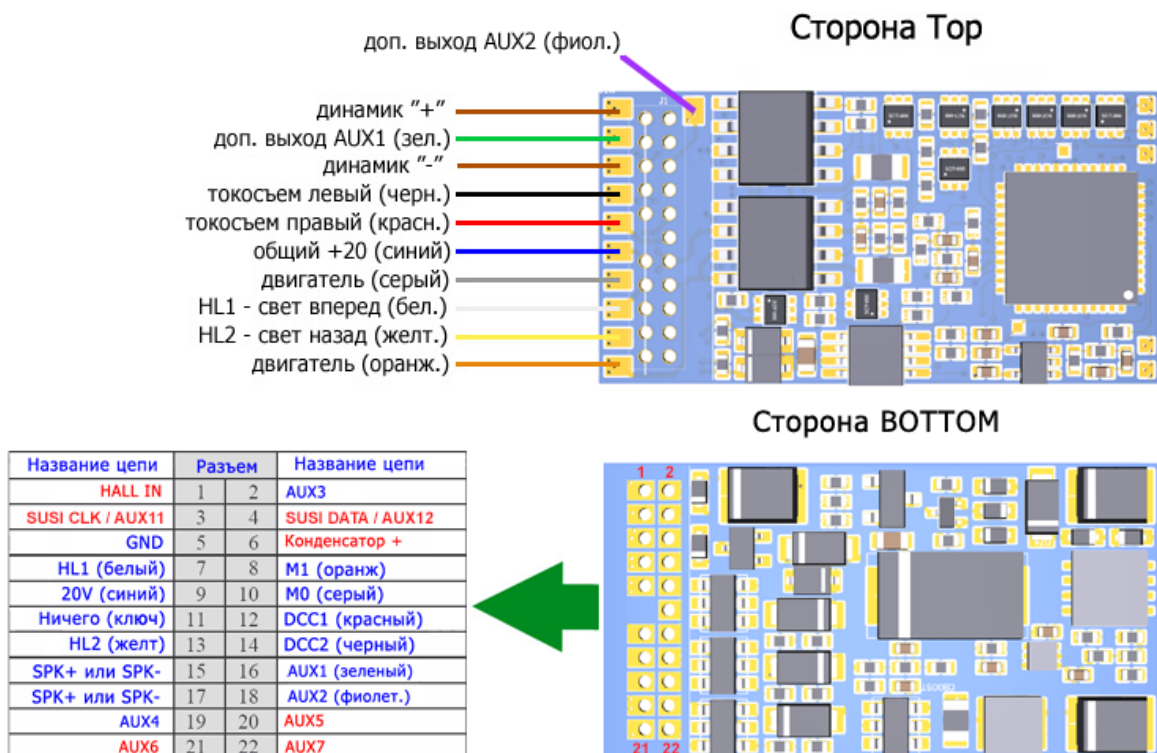 Сторона Top
доп. выход AUX2 (фиол.)
J1
динамик "+"
доп. выход AUX1 (зел.)
динамик "-"
токосъем левый (черн.)
токосъем правый (красн.)
общий +20 (синий)
двигатель (серый)
HL1 - свет вперед (бел.)
HL2 - свет назад (желт.)
двигатель (оранж.)
Сторона BOTTOM
Название цепи Разъем Название цепи
HALL IN 1 2 AUX3
SUSI CLK / AUX11 3 4 SUSI DATA / AUX12
GND 5 6 Конденсатор +
HL1 (белый) 7 8 M1 (оранж)
20V (синий) 9 10 M0 (серый)
Ничего (ключ) 11 12 DCC1 (красный)
HL2 (желт) 13 14 DCC2 (черный)
SPK+ или SPK- 15 16 AUX1 (зеленый)
SPK+ или SPK- 17 18 AUX2 (фиолет.)
AUX4 19 20 AUX5
AUX6 21 22 AUX7
1 2
21 22